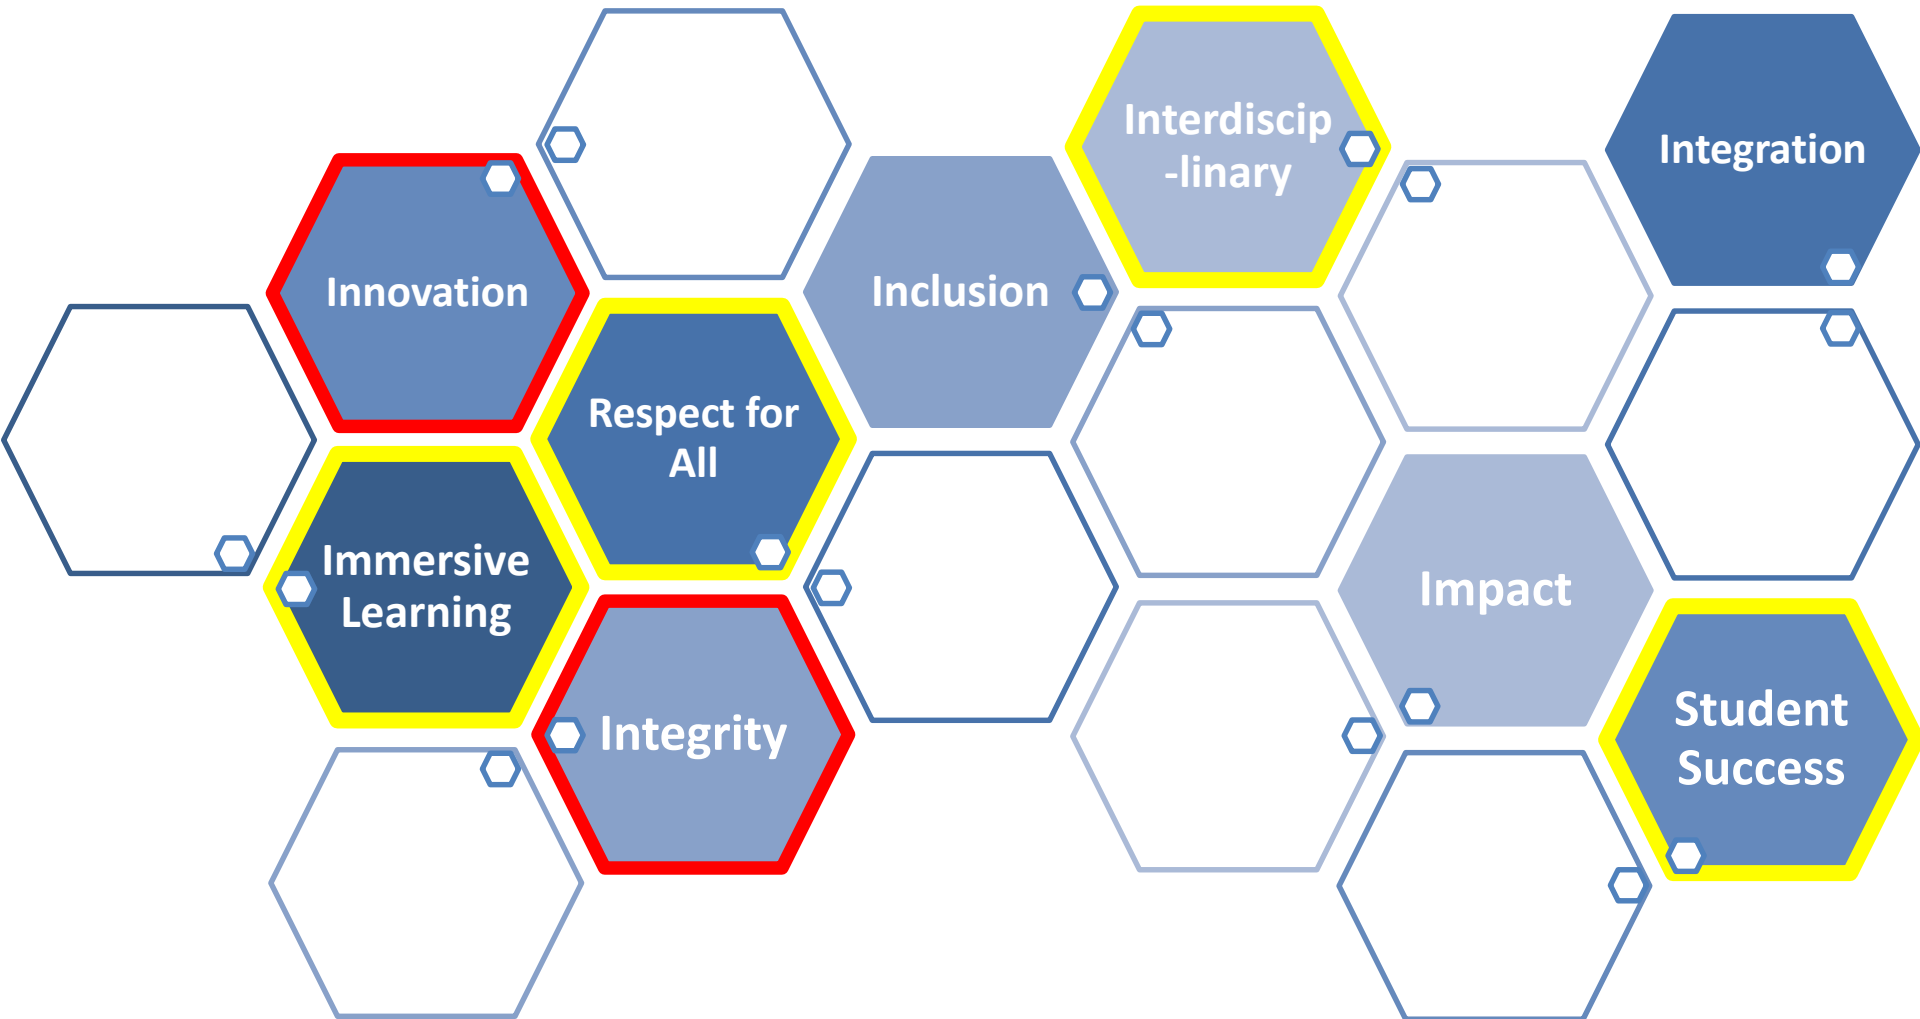 Interdiscip
-linary
Integration
Innovation
Inclusion
Respect for
All
Immersive
Learning
Impact
Integrity
Student
Success